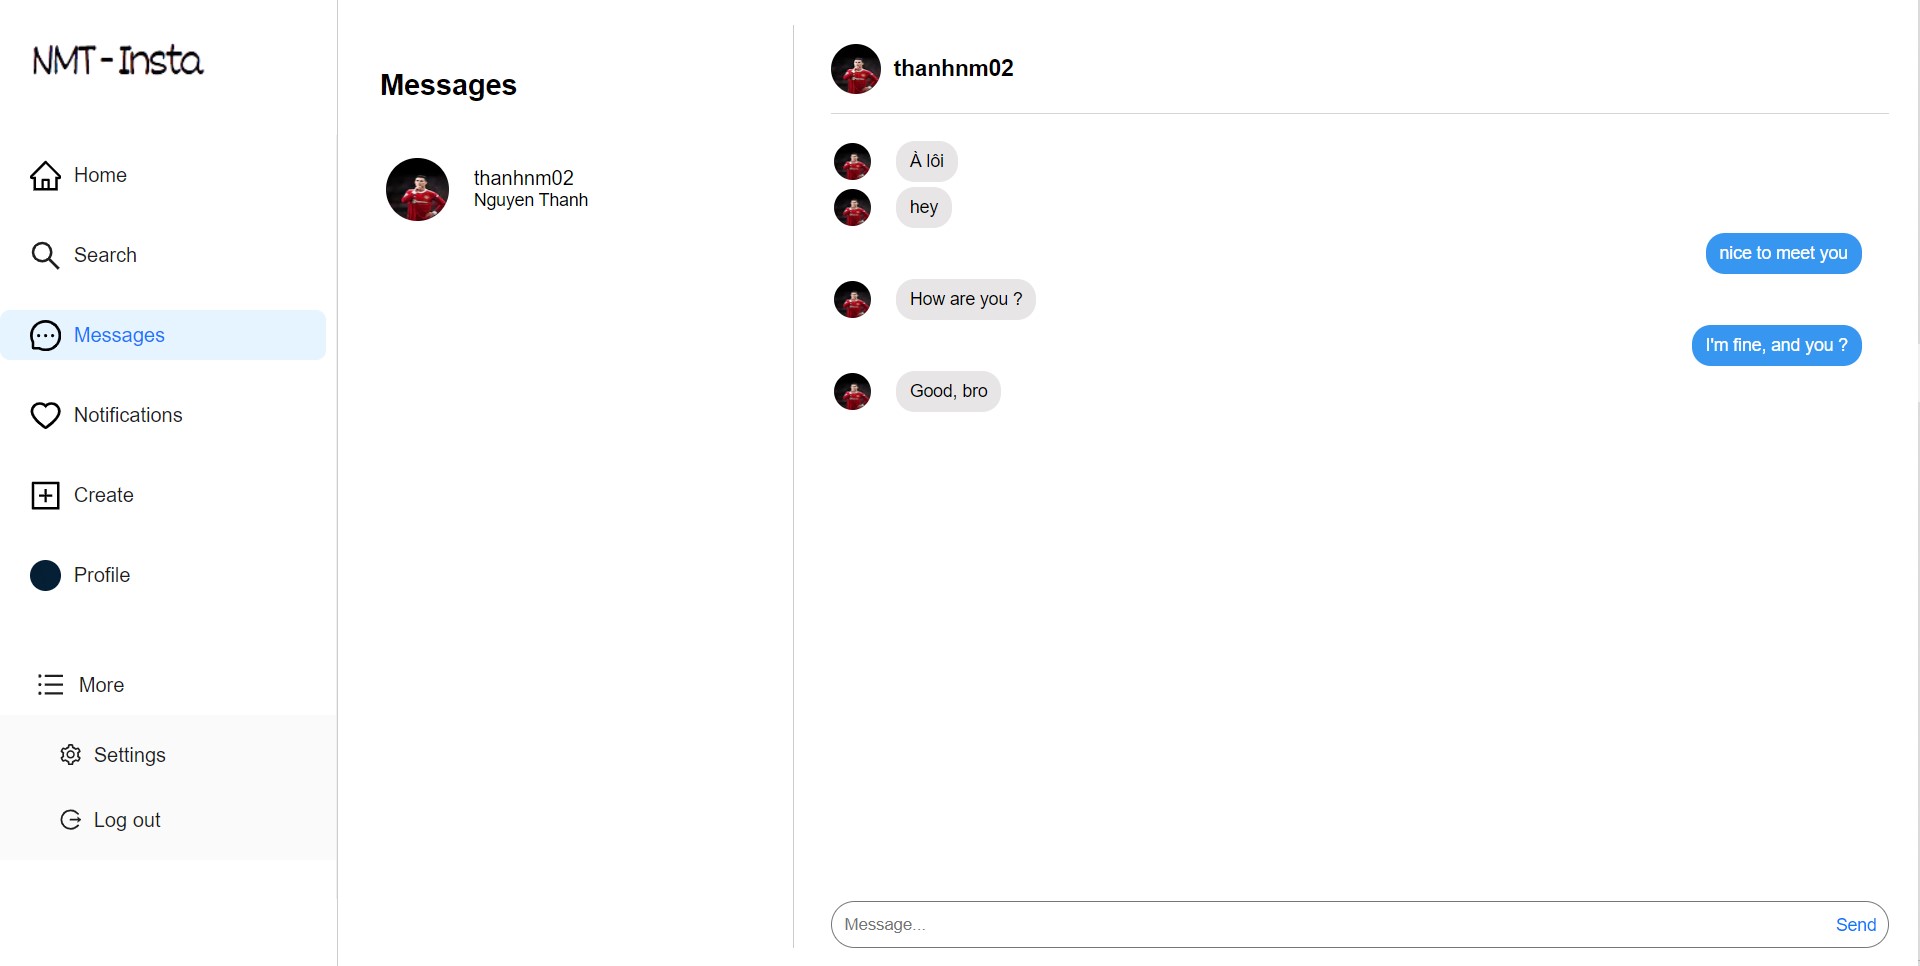 NMT-Insta
Home
Search
Messages
Notifications
Create
Profile
More
Settings
Log out
Messages
thanhnm02
Nguyen Thanh
thanhnm02
À lôi
hey
nice to meet you
How are you ?
I'm fine, and you ?
Good, bro
Message...
Send